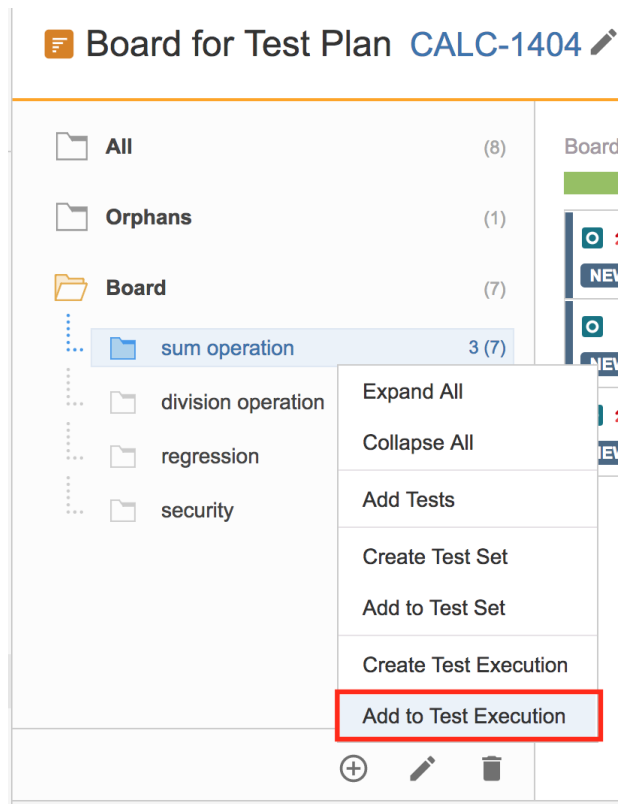 Board for Test Plan CALC-1404
All (8)
Board
Orphans (1)
Board (7)
sum operation 3 (7)
division operation
regression
security
Expand All
Collapse All
Add Tests
Create Test Set
Add to Test Set
Create Test Execution
Add to Test Execution